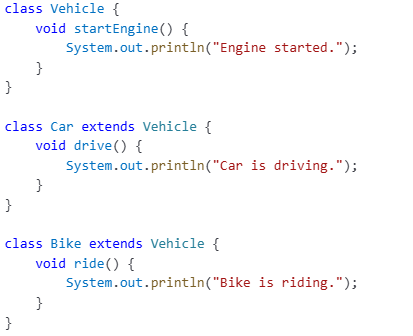 class Vehicle {
    void startEngine() {
        System.out.println("Engine started.");
    }
}

class Car extends Vehicle {
    void drive() {
        System.out.println("Car is driving.");
    }
}

class Bike extends Vehicle {
    void ride() {
        System.out.println("Bike is riding.");
    }
}